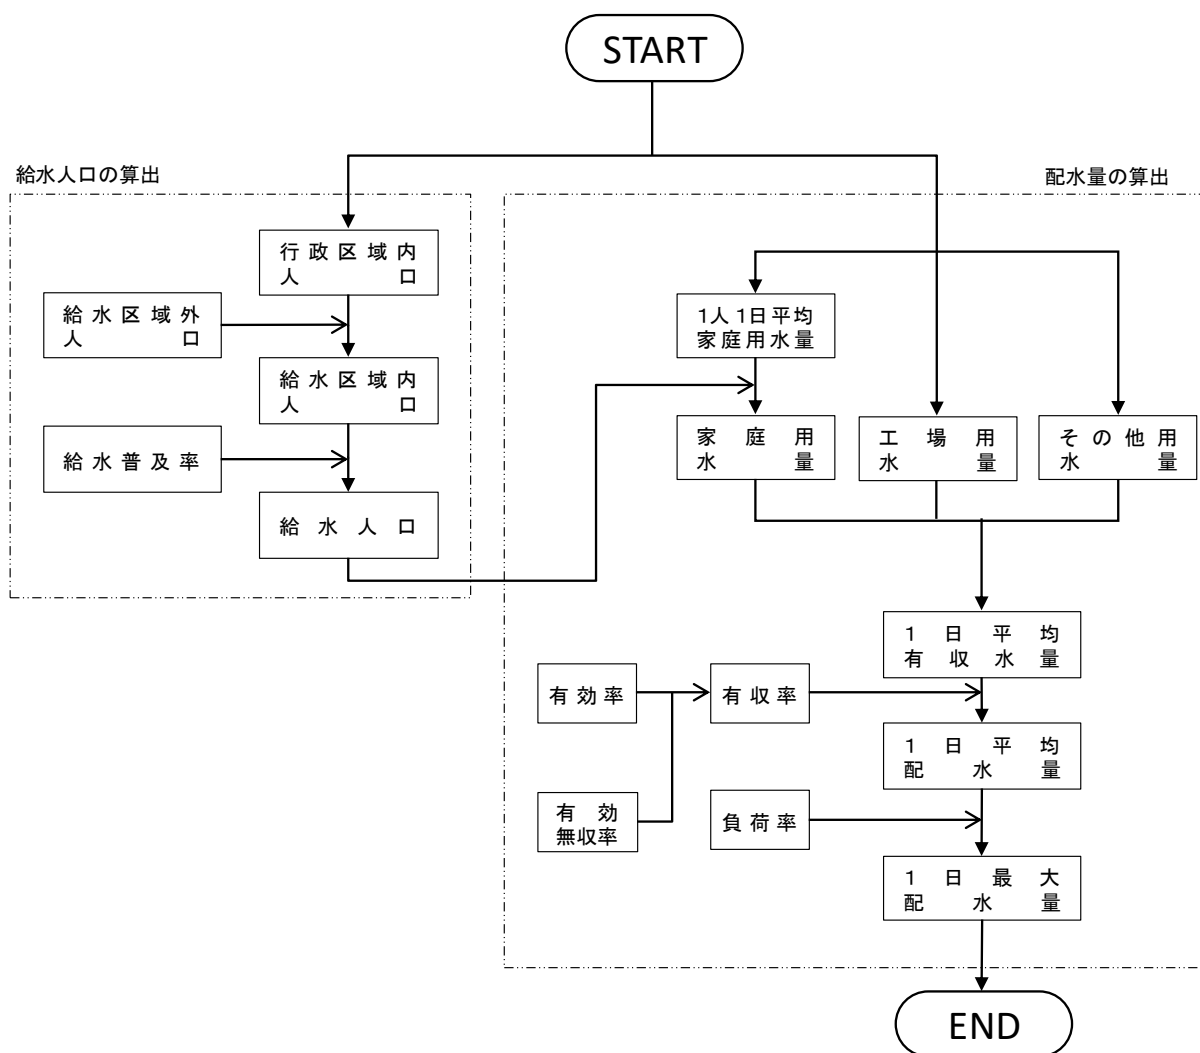 START
給水人口の算出
配水量の算出
行政区域内
人口
給水区域外
人口
給水区域内
人口
給水普及率
給水人口
1人1日平均
家庭用水量
家庭用
水量
工場用
水量
その他用
水量
1日平均
有収水量
有効率
有収率
1日平均
配水量
有効
無収率
負荷率
1日最大
配水量
END